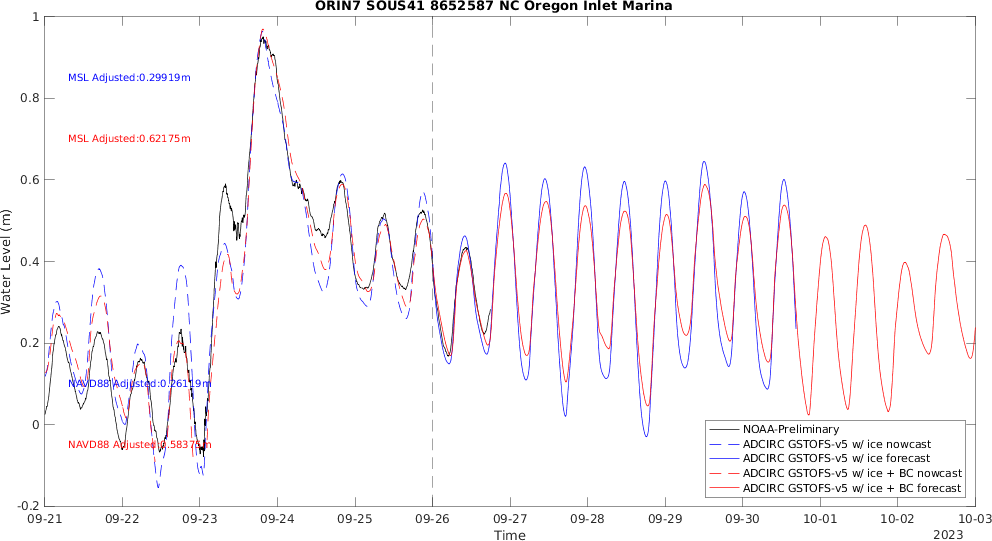 ORIN7 SOUS41 8652587 NC Oregon Inlet Marina
MSL Adjusted:0.29919m
MSL Adjusted:0.62175m
NAVD88 Adjusted:0.26119m
NAVD88 Adjusted:0.58375m
Water Level (m)
1
0.8
0.6
0.4
0.2
0
-0.2
09-21
09-22
09-23
09-24
09-25
09-26
09-27
09-28
09-29
09-30
10-01
10-02
10-03
Time
2023
NOAA-Preliminary
ADCIRC GSTOFS-v5 w/ ice nowcast
ADCIRC GSTOFS-v5 w/ ice forecast
ADCIRC GSTOFS-v5 w/ ice + BC nowcast
ADCIRC GSTOFS-v5 w/ ice + BC forecast